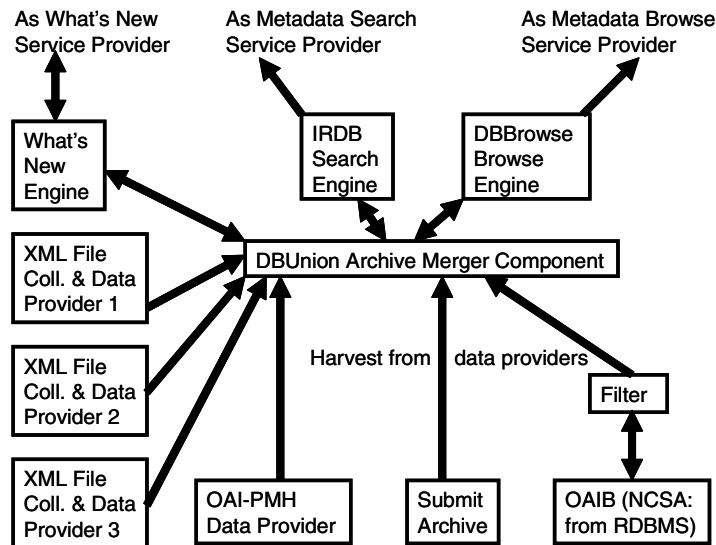 As What's New
Service Provider
As Metadata Search
Service Provider
As Metadata Browse
Service Provider
What's
New
Engine
IRDB
Search
Engine
DBBrowse
Browse
Engine
XML File
Coll. & Data
Provider 1
DBUnion Archive Merger Component
XML File
Coll. & Data
Provider 2
Harvest from data providers
Filter
XML File
Coll. & Data
Provider 3
OAI-PMH
Data Provider
Submit
Archive
OAIB (NCSA:
from RDBMS)